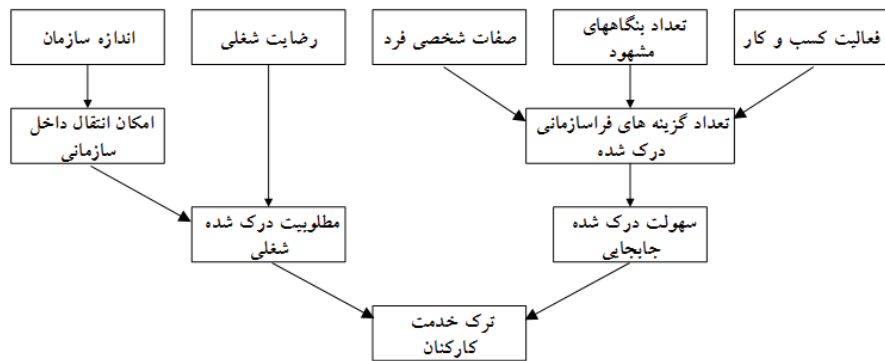 فعالیت کسب و کار
تعداد بنگاههای
مشهود
صفات شخصی فرد
رضایت شغلی
اندازه سازمان
تعداد گزینه های فراسازمانی
درک شده
امکان انتقال داخل
سازمانی
سهولت درک شده
جابجایی
مطلوبیت درک شده
شغلی
ترک خدمت
کارکنان